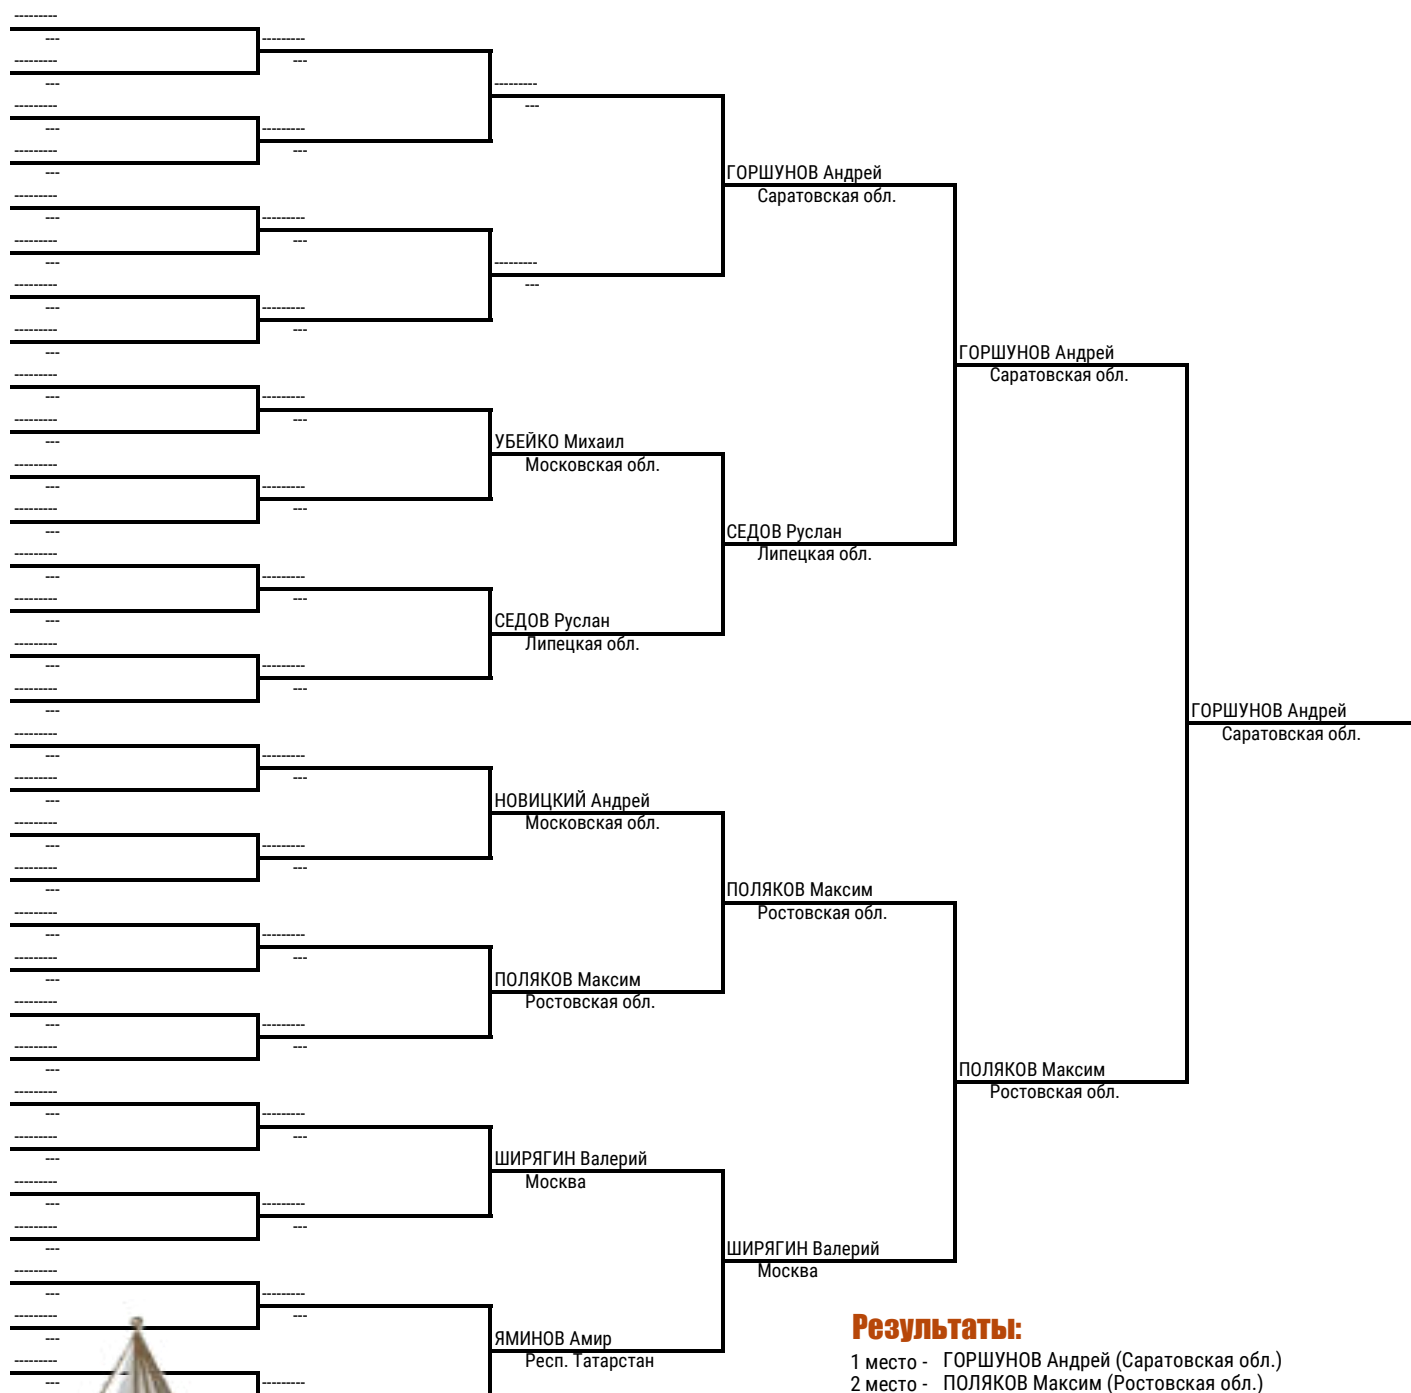 УБЕЙКО Михаил
Московская обл.
СЕДОВ Руслан
Липецкая обл.
НОВИЦКИЙ Андрей
Московская обл.
ПОЛЯКОВ Максим
Ростовская обл.
ШИРЯГИН Валерий
Москва
ЯМИНОВ Амир
Респ. Татарстан
ГОРШУНОВ Андрей
Саратовская обл.
СЕДОВ Руслан
Липецкая обл.
ПОЛЯКОВ Максим
Ростовская обл.
ШИРЯГИН Валерий
Москва
ГОРШУНОВ Андрей
Саратовская обл.
ПОЛЯКОВ Максим
Ростовская обл.
ГОРШУНОВ Андрей
Саратовская обл.
Результаты:
1 место - ГОРШУНОВ Андрей (Саратовская обл.)
2 место - ПОЛЯКОВ Максим (Ростовская обл.)